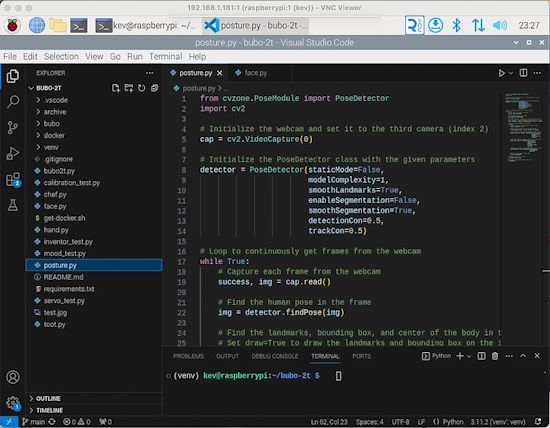 192.168.1.181:1 (raspberrypi:1 (kev)) - VNC Viewer
kev@raspberrypi: ~/...
posture.py - bubo-2t -...
23:27
posture.py - bubo-2t - Visual Studio Code
File Edit Selection View Go Run Terminal Help
EXPLORER
BUBO-2T
.vscode
archive
bubo
docker
venv
.gitignore
bubo2t.py
calibration_test.py
chef.py
face.py
get-docker.sh
hand.py
inventor_test.py
mood_test.py
posture.py
README.md
requirements.txt
servo_test.py
test.jpg
toot.py
OUTLINE
TIMELINE
posture.py
face.py
posture.py > ...
1 from cvzone.PoseModule import PoseDetector
2 import cv2
3
4 # Initialize the webcam and set it to the third camera (index 2)
5 cap = cv2.VideoCapture(0)
6
7 # Initialize the PoseDetector class with the given parameters
8 detector = PoseDetector(staticMode=False,
9 modelComplexity=1,
10 smoothLandmarks=True,
11 enableSegmentation=False,
12 smoothSegmentation=True,
13 detectionCon=0.5,
14 trackCon=0.5)
15
16 # Loop to continuously get frames from the webcam
17 while True:
18 # Capture each frame from the webcam
19 success, img = cap.read()
20
21 # Find the human pose in the frame
22 img = detector.findPose(img)
23
24 # Find the landmarks, bounding box, and center of the body in t
25 # Set draw=True to draw the landmarks and bounding box on the i
PROBLEMS OUTPUT DEBUG CONSOLE TERMINAL PORTS
Python
(venv) kev@raspberrypi:~/bubo-2t $
main
0 0
0
Ln 62, Col 23 Spaces: 4 UTF-8 LF Python 3.11.2 ('venv': venv)